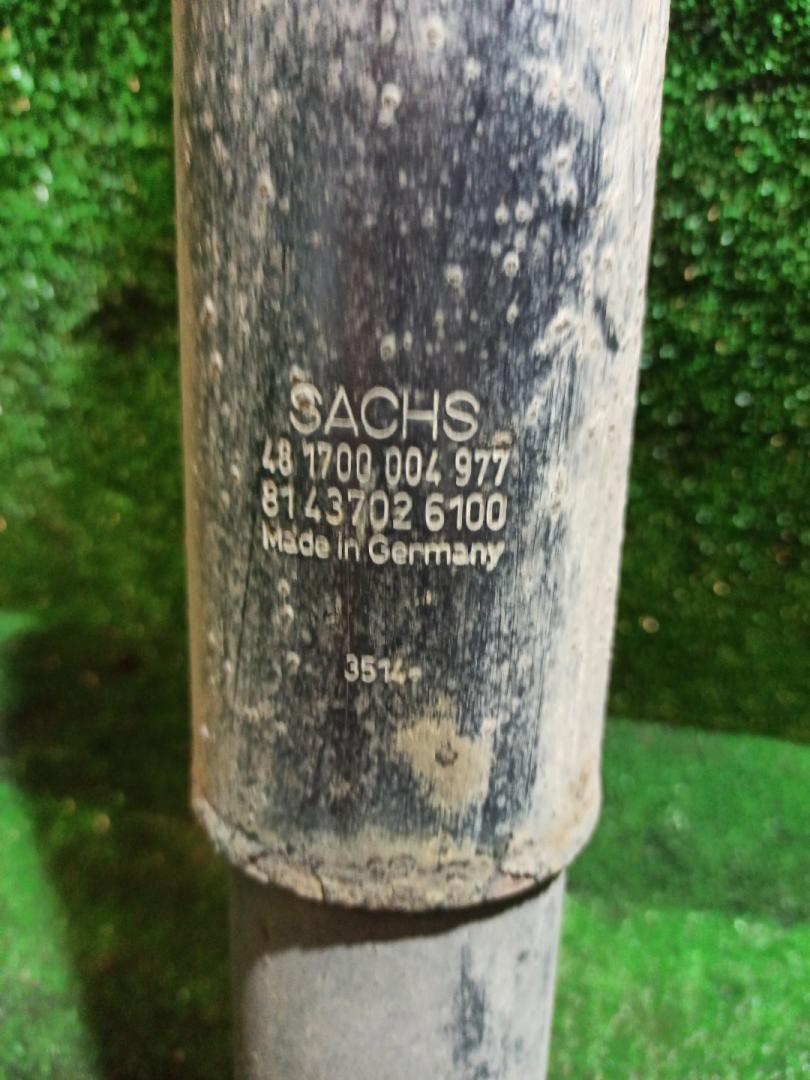 SACHS
48 1700 004 977
81 43702 6100
Made in Germany
3514